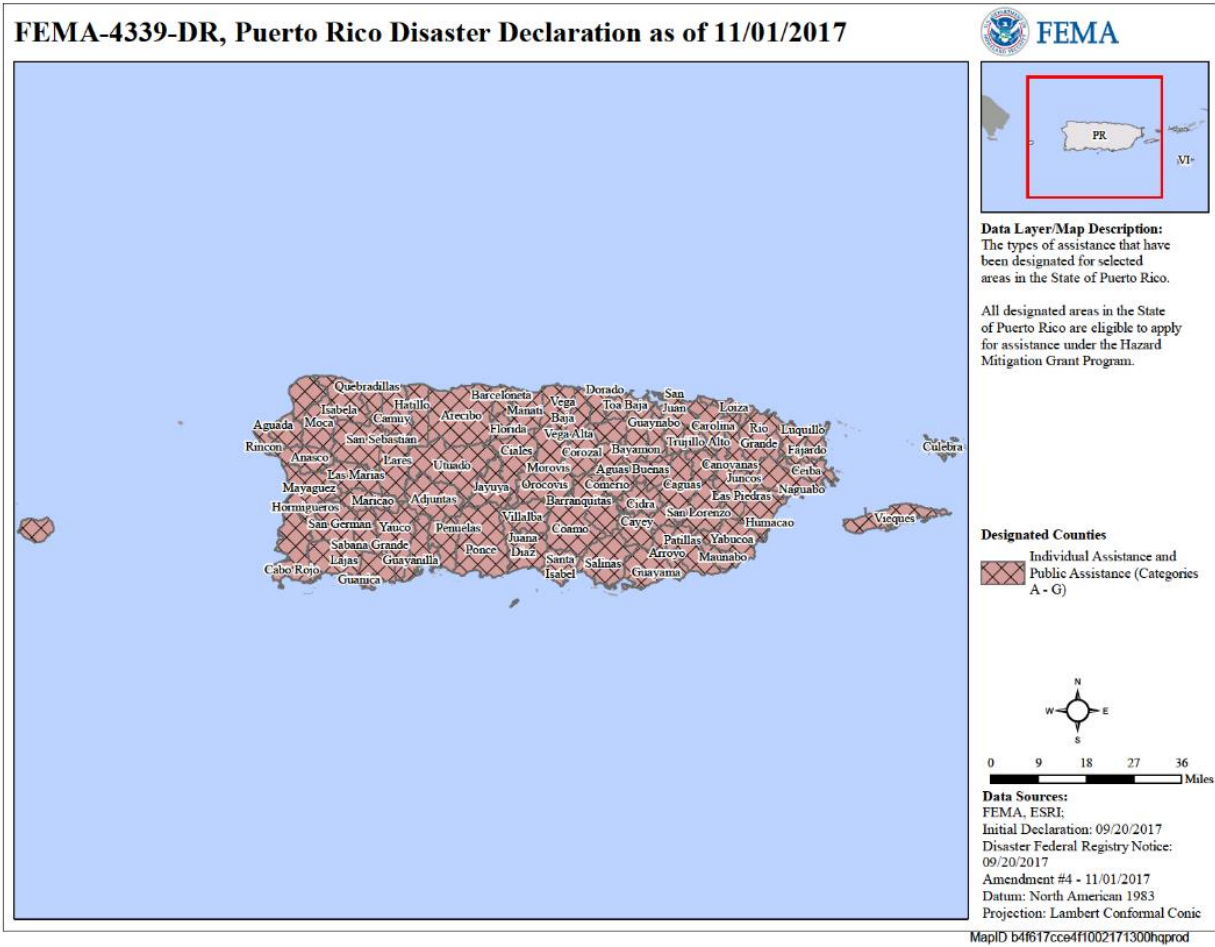 FEMA-4339-DR, Puerto Rico Disaster Declaration as of 11/01/2017
FEMA
PR
VI
Data Layer/Map Description:
The types of assistance that have
been designated for selected
areas in the State of Puerto Rico.
All designated areas in the State
of Puerto Rico are eligible to apply
for assistance under the Hazard
Mitigation Grant Program.
Quebradillas
Isabela
Camuy
Hatillo
Arecibo
Barceloneta
Manati
Florida
Vega
Baja
Vega Alta
Dorado
Toa Baja
San
Juan
Guaynabo
Loiza
Carolina
Trujillo Alto
Rio
Grande
Luquillo
Fajardo
Culebra
Aguada
Moca
Rincon
San Sebastian
Anasco
Lares
Utuado
Ciales
Corozal
Bayamon
Morovis
Aguas Buenas
Canovanas
Ceiba
Las Marias
Mayaguez
Jayuya
Orocovis
Comerio
Caguas
Juncos
Naguabo
Hormigueros
Maricao
Adjuntas
Barranquitas
Cidra
Las Piedras
San German
Yauco
Penuelas
Villalba
Coamo
Cayey
San Lorenzo
Humacao
Vieques
Sabana Grande
Juana
Diaz
Patillas
Yabucoa
Lajas
Guayanilla
Ponce
Santa
Isabel
Salinas
Arroyo
Maunabo
Cabo Rojo
Guanica
Guayama
Designated Counties
Individual Assistance and
Public Assistance (Categories
A - G)
N
W
E
S
0 9 18 27 36
Miles
Data Sources:
FEMA, ESRI;
Initial Declaration: 09/20/2017
Disaster Federal Registry Notice:
09/20/2017
Amendment #4 - 11/01/2017
Datum: North American 1983
Projection: Lambert Conformal Conic
MapID b4f617cce4f1002171300hqprod